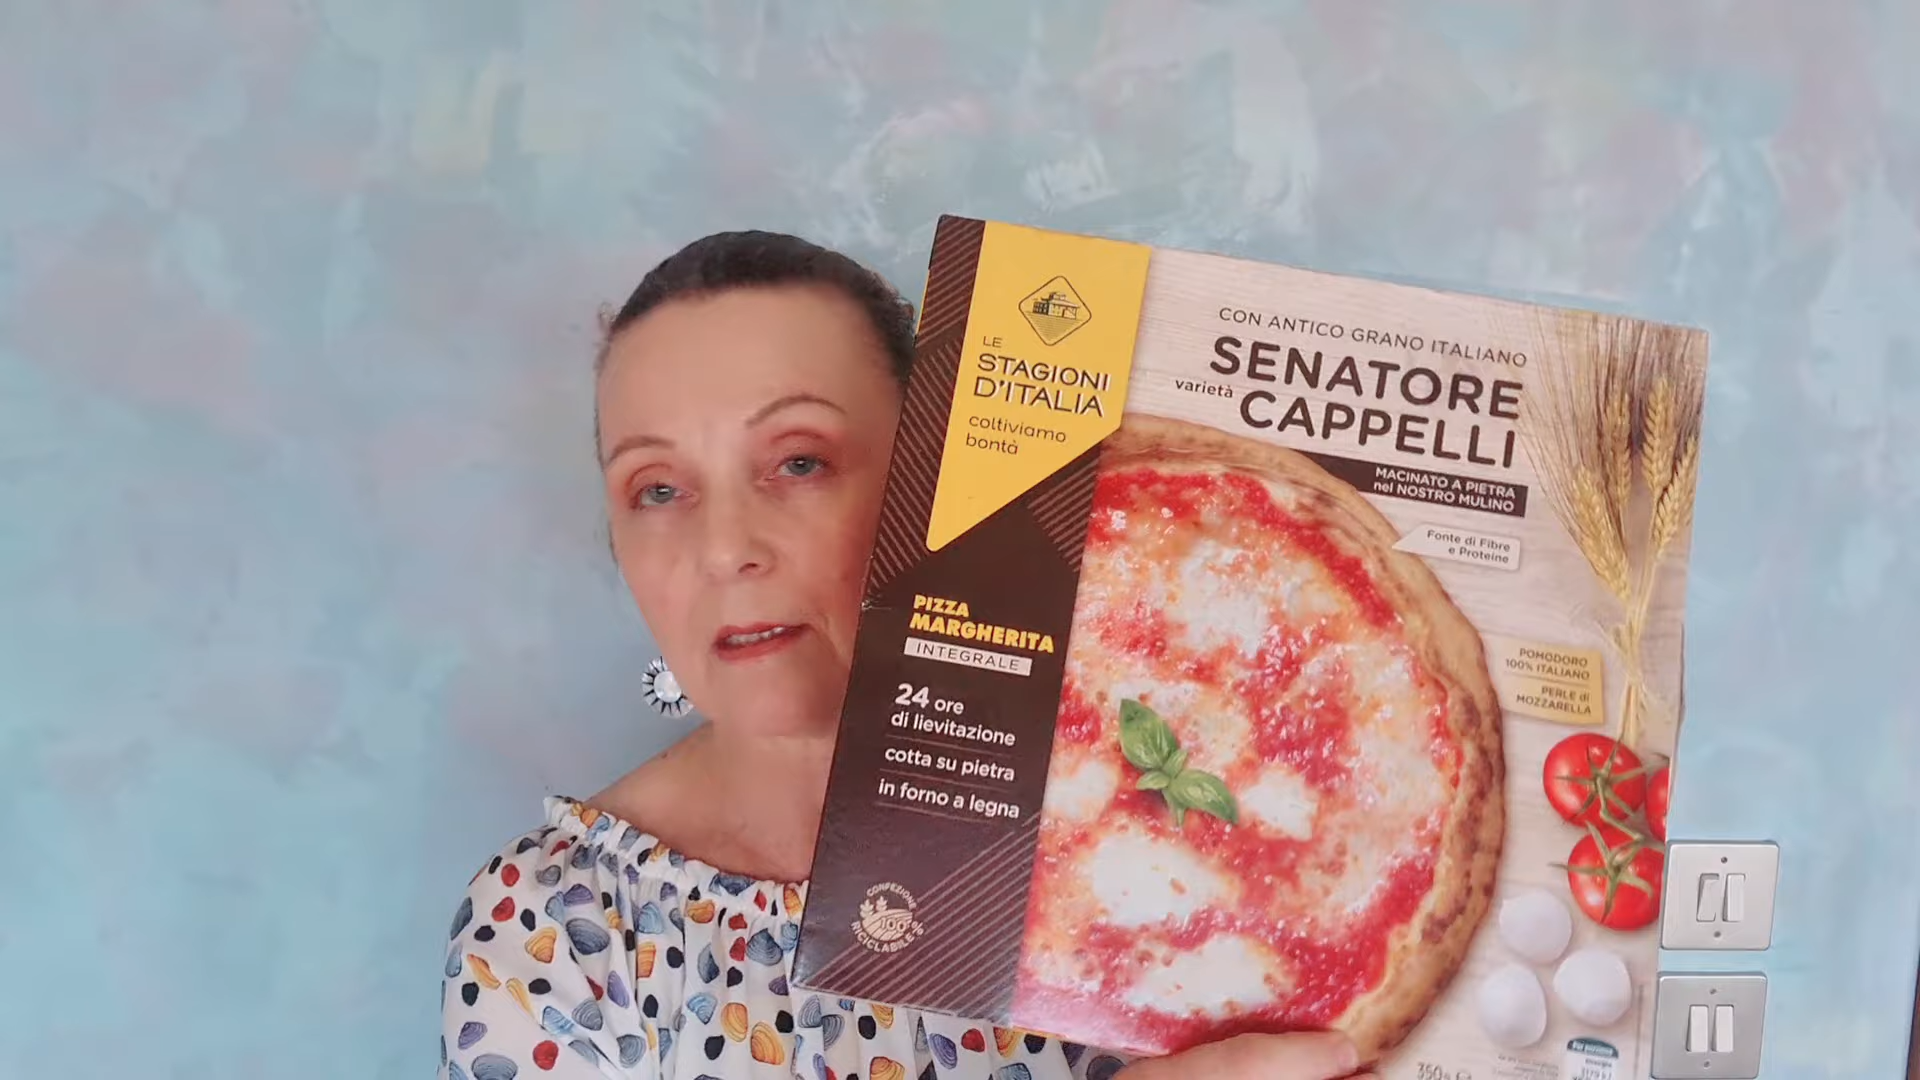 LE
STAGIONI
D'ITALIA
coltiviamo
bontà
PIZZA
MARGHERITA
INTEGRALE
24 ore
di lievitazione
cotta su pietra
in forno a legna
CONFEZIONE
100%
RICICLABILE
CON ANTICO GRANO ITALIANO
SENATORE
varietà CAPPELLI
MACINATO A PIETRA
nel NOSTRO MULINO
Fonte di Fibre
e Proteine
POMODORO
100% ITALIANO
PERLE di
MOZZARELLA
350g e